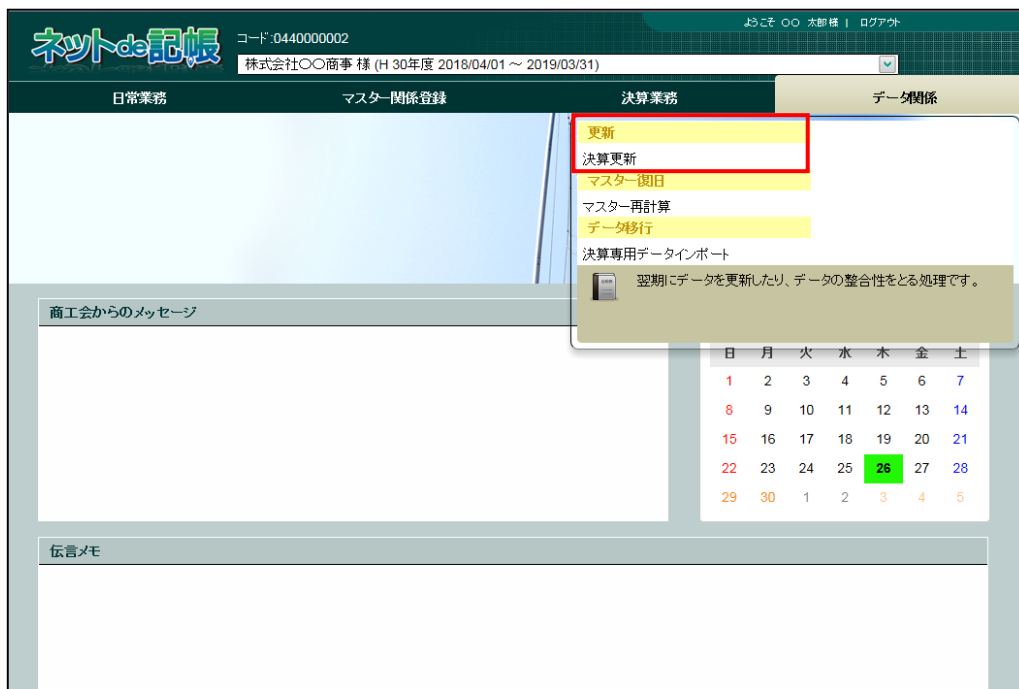 ようこそ 〇〇 太郎 様 | ログアウト
ネットde記帳
コード:0440000002
株式会社〇〇商事 様 (H 30年度 2018/04/01 ～ 2019/03/31)
日常業務 マスター関係登録 決算業務 データ関係
更新
決算更新
マスター復旧
マスター再計算
データ移行
決算専用データインポート
翌期にデータを更新したり、データの整合性をとる処理です。
商工会からのメッセージ
日 月 火 水 木 金 土
1 2 3 4 5 6 7
8 9 10 11 12 13 14
15 16 17 18 19 20 21
22 23 24 25 26 27 28
29 30 1 2 3 4 5
伝言メモ